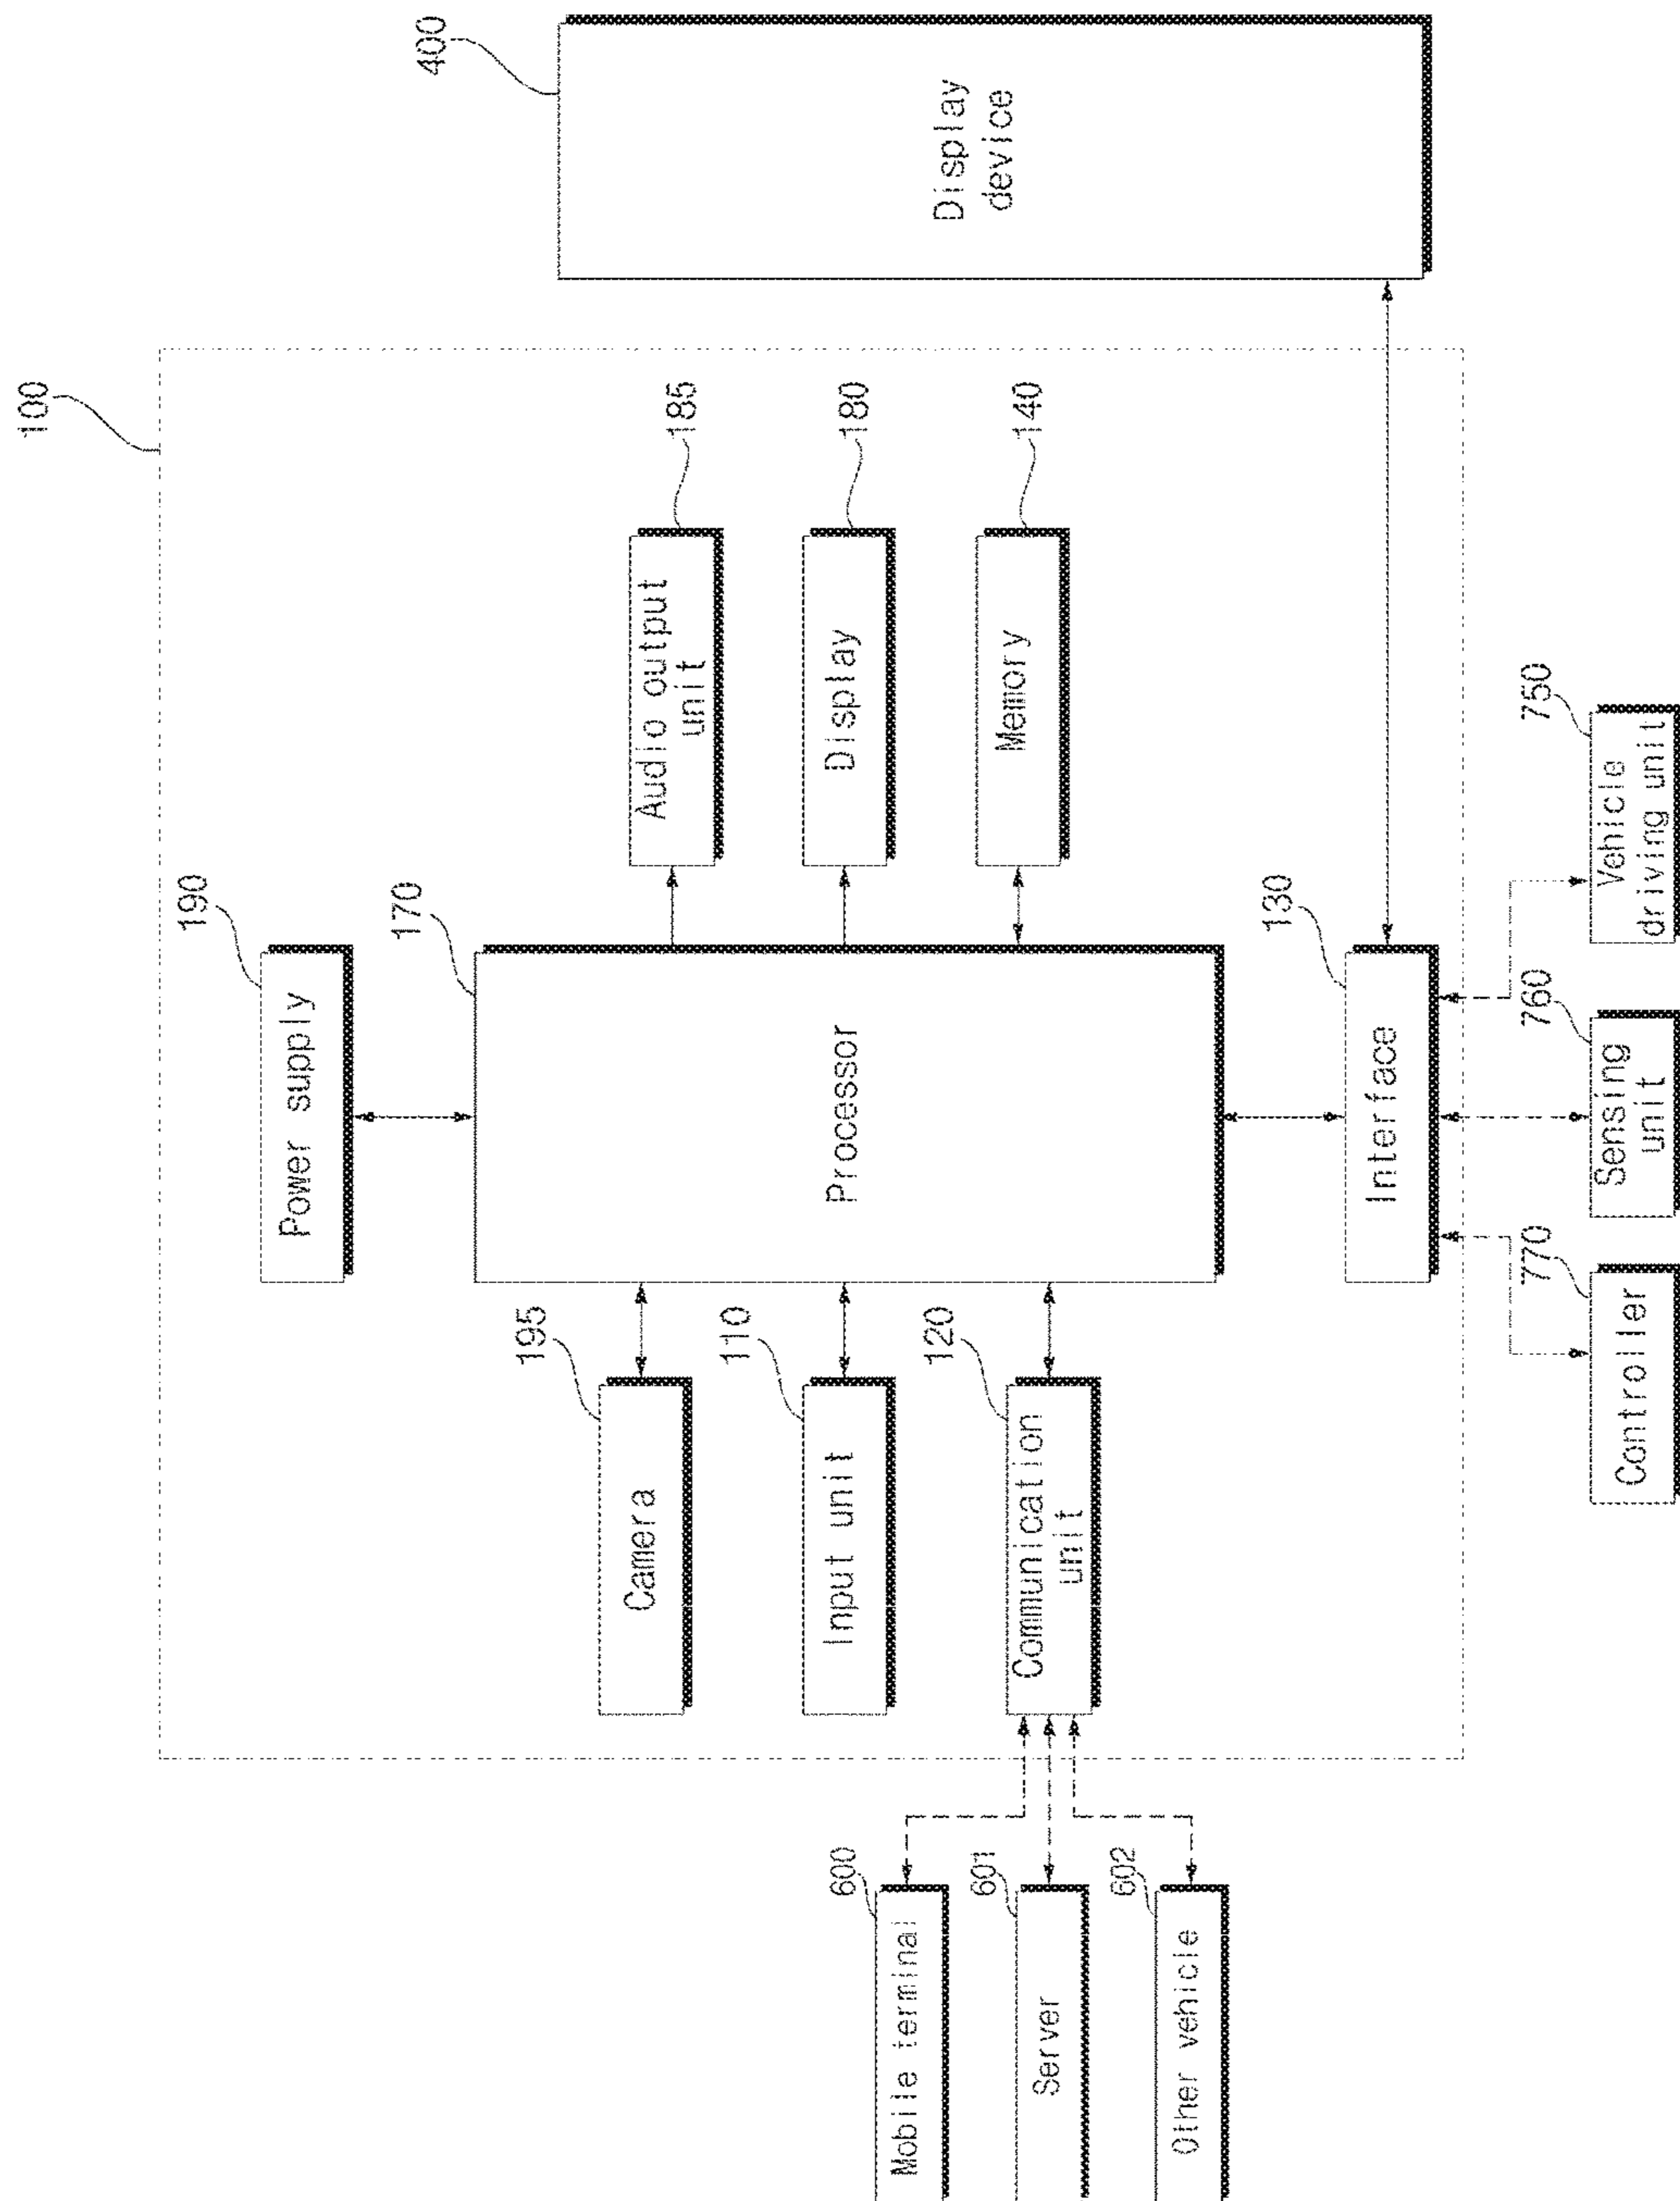 100
400
190
Power supply
195
Camera
170
Processor
185
Audio output
unit
110
Input unit
180
Display
600
Mobile terminal
120
Communication
unit
140
Memory
Display
device
601
Server
602
Other vehicle
130
Interface
770
Controller
760
Sensing
unit
750
Vehicle
driving unit